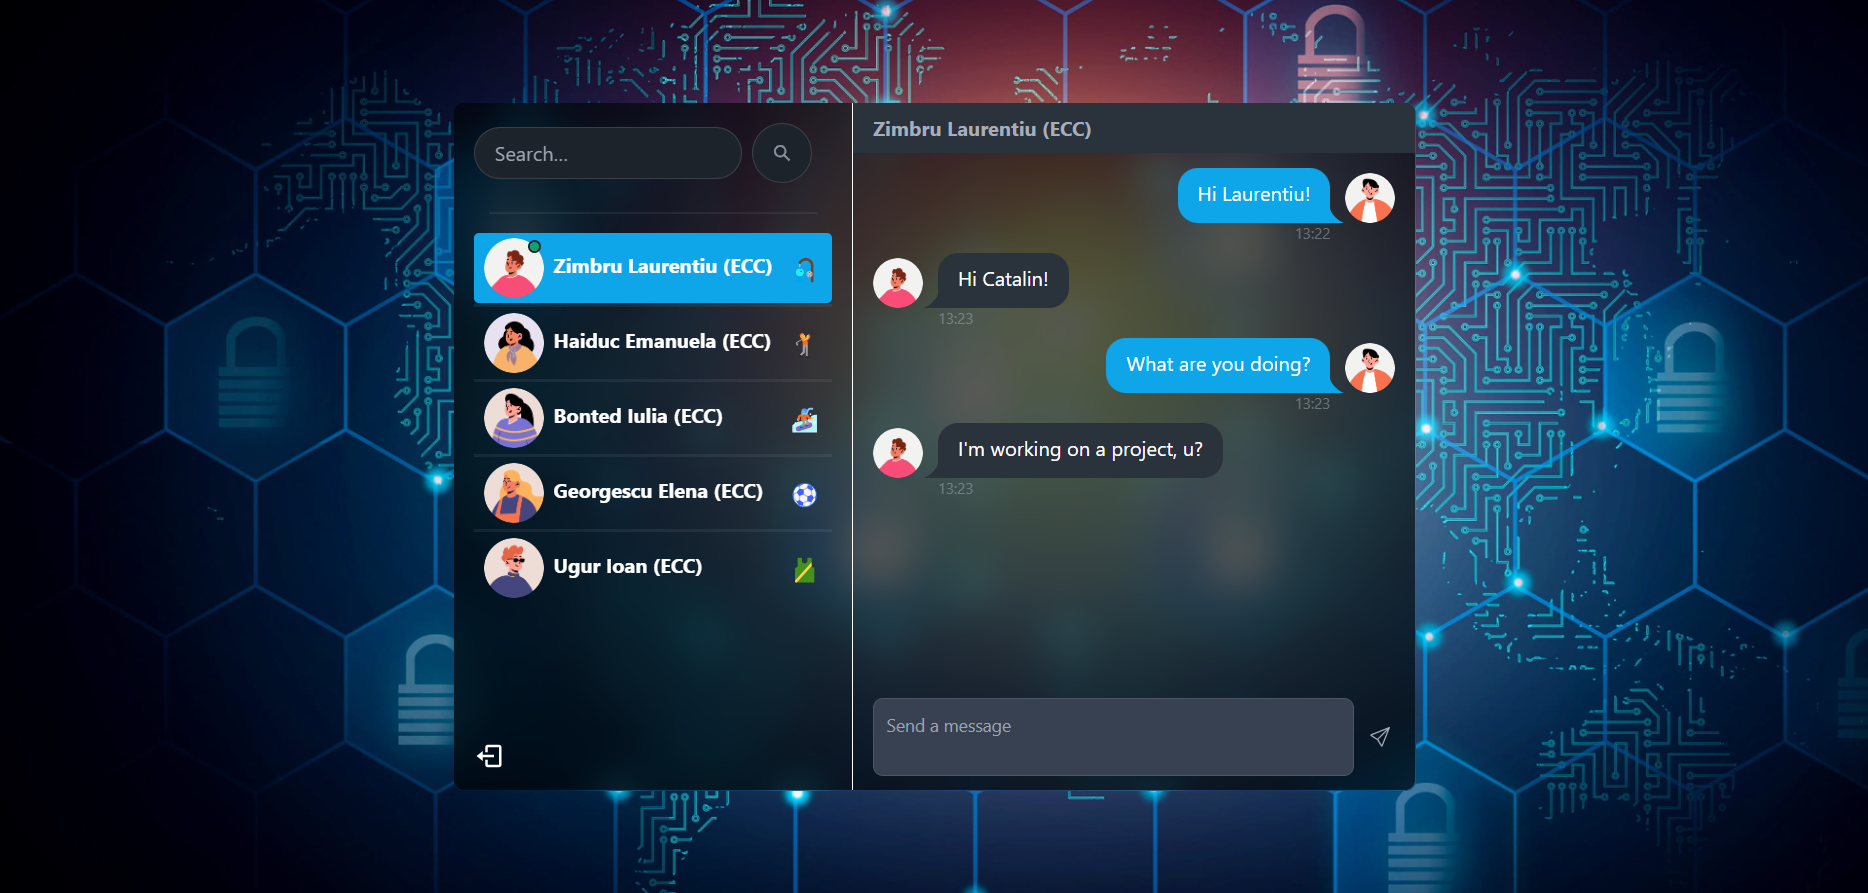 Search...
Zimbru Laurentiu (ECC)
Haiduc Emanuela (ECC)
Bonted Iulia (ECC)
Georgescu Elena (ECC)
Ugur Ioan (ECC)
Zimbru Laurentiu (ECC)
Hi Laurentiu!
13:22
Hi Catalin!
13:23
What are you doing?
13:23
I'm working on a project, u?
13:23
Send a message